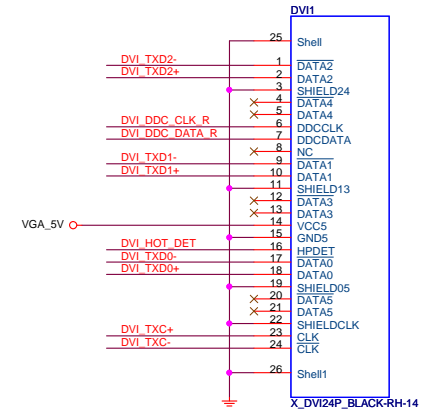 DVI1
25 Shell
DVI_TXD2- 1 DATA2
DVI_TXD2+ 2 DATA2
3 SHIELD24
4 DATA4
5 DATA4
DVI_DDC_CLK_R 6 DDCCLK
DVI_DDC_DATA_R 7 DDCDATA
8 NC
DVI_TXD1- 9 DATA1
DVI_TXD1+ 10 DATA1
11 SHIELD13
12 DATA3
13 DATA3
VGA_5V 14 VCC5
15 GND5
DVI_HOT_DET 16 HPDET
DVI_TXD0- 17 DATA0
DVI_TXD0+ 18 DATA0
19 SHIELD05
20 DATA5
21 DATA5
22 SHIELDCLK
DVI_TXC+ 23 CLK
DVI_TXC- 24 CLK
26 Shell1
X_DVI24P_BLACK-RH-14